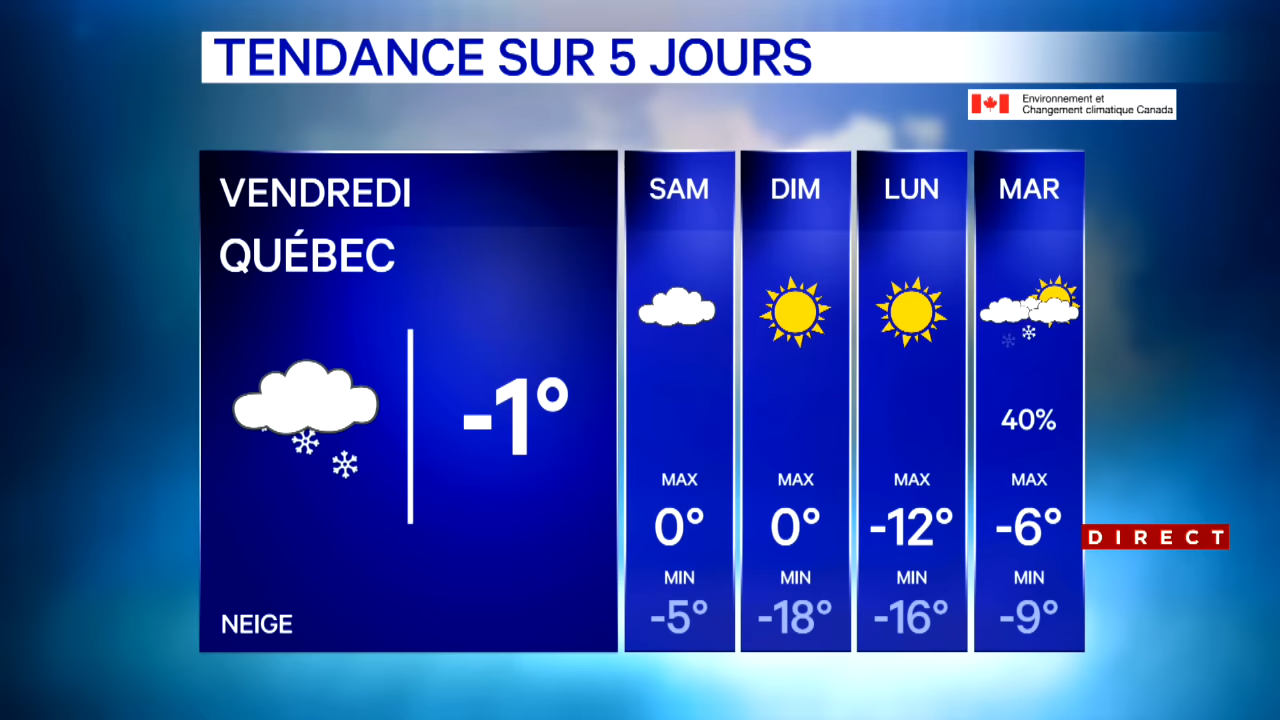 TENDANCE SUR 5 JOURS
Environnement et
Changement climatique Canada
VENDREDI
QUÉBEC
-1°
NEIGE
SAM
MAX
0°
MIN
-5°
DIM
MAX
0°
MIN
-18°
LUN
MAX
-12°
MIN
-16°
MAR
40%
MAX
-6°
MIN
-9°
DIRECT